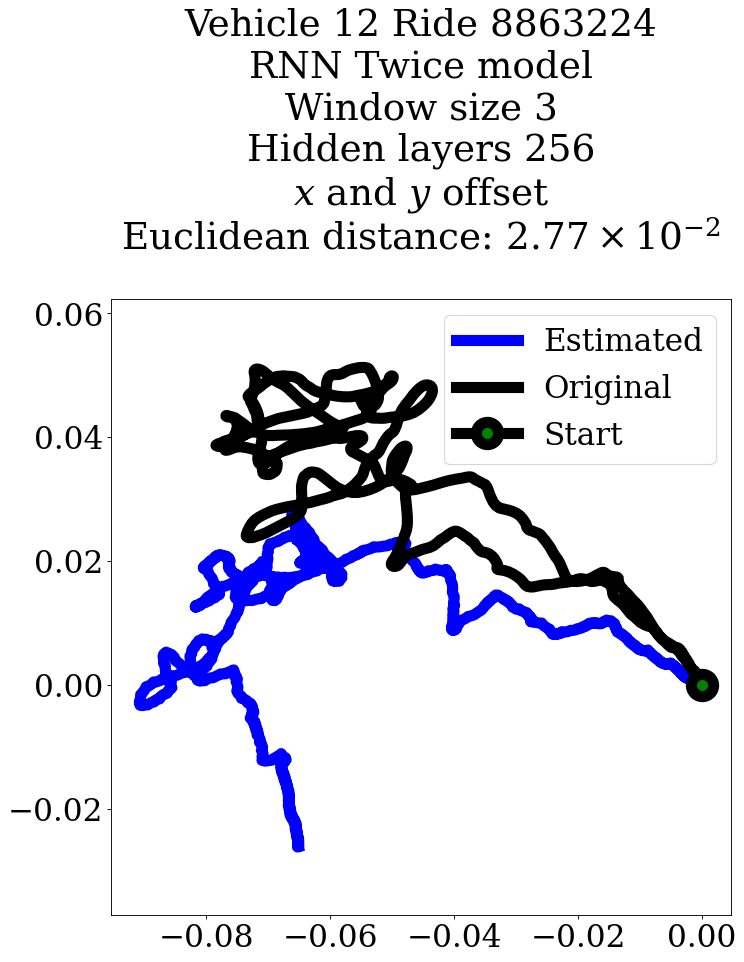 Vehicle 12 Ride 8863224
RNN Twice model
Window size 3
Hidden layers 256
x and y offset
Euclidean distance: 2.77 × 10⁻²
0.06
0.04
0.02
0.00
−0.02
Estimated
Original
Start
−0.08
−0.06
−0.04
−0.02
0.00